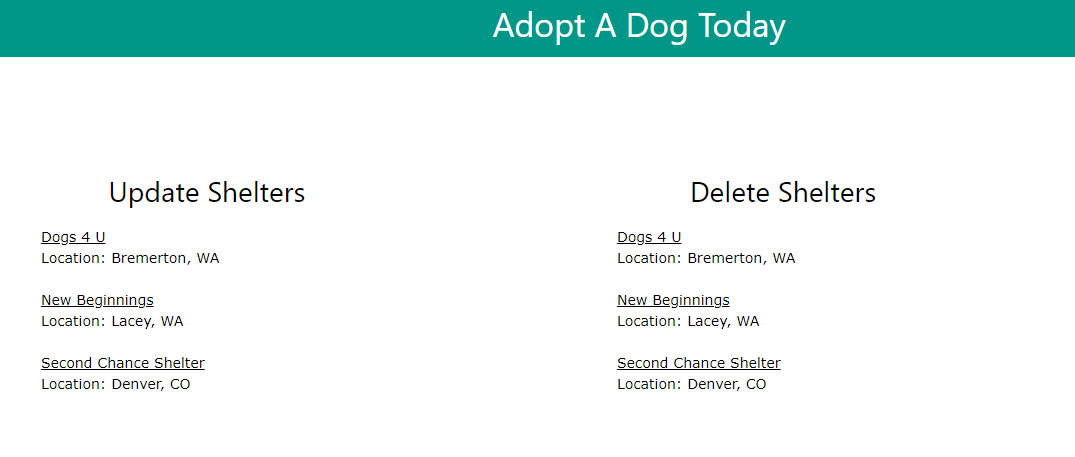 Adopt A Dog Today
Update Shelters
Dogs 4 U
Location: Bremerton, WA
New Beginnings
Location: Lacey, WA
Second Chance Shelter
Location: Denver, CO
Delete Shelters
Dogs 4 U
Location: Bremerton, WA
New Beginnings
Location: Lacey, WA
Second Chance Shelter
Location: Denver, CO